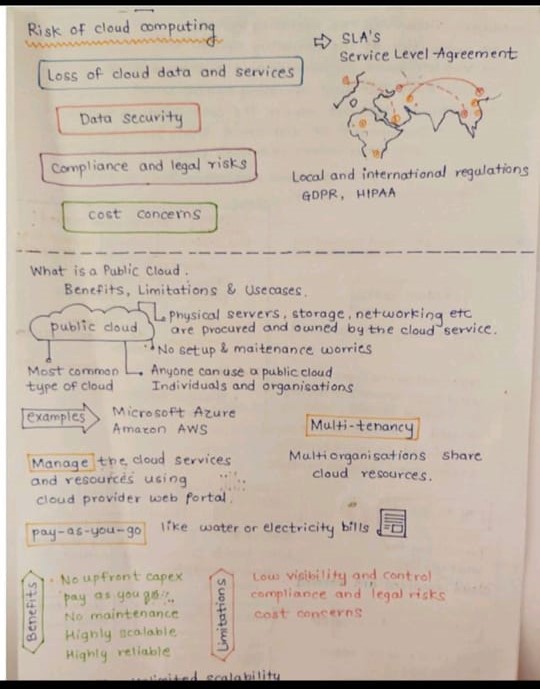 Risk of cloud computing
Loss of cloud data and services
Data security
Compliance and legal risks
cost concerns
SLA's
Service Level-Agreement
Local and international regulations
GDPR, HIPAA
What is a Public Cloud.
Benefits, Limitations & Usecases.
public cloud
Physical servers, storage, networking etc
are procured and owned by the cloud service.
No setup & maitenance worries
Most common
type of cloud
Anyone can use a public cloud
Individuals and organisations
examples
Microsoft Azure
Amazon AWS
Multi-tenancy
Multi organisations share
cloud resources.
Manage the cloud services
and resources using
cloud provider web portal.
pay-as-you-go like water or electricity bills
Benefits
No upfront capex
pay as you go
No maintenance
Highly scalable
Highly reliable
Limitations
Low visibility and control
compliance and legal risks
cost concerns
scalability